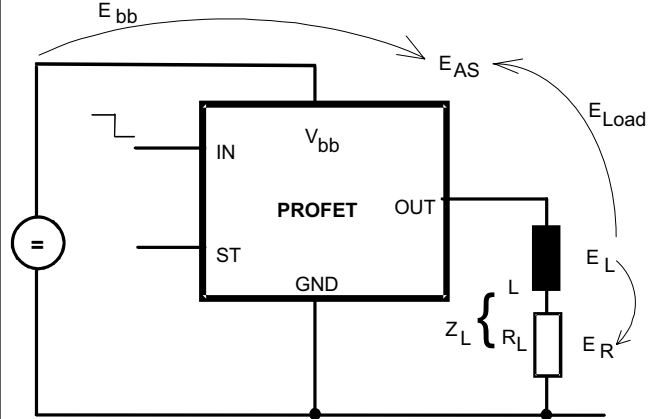 E bb
E AS
E Load
V bb
IN
PROFET
OUT
ST
GND
=
L
E L
Z L { R L
E R